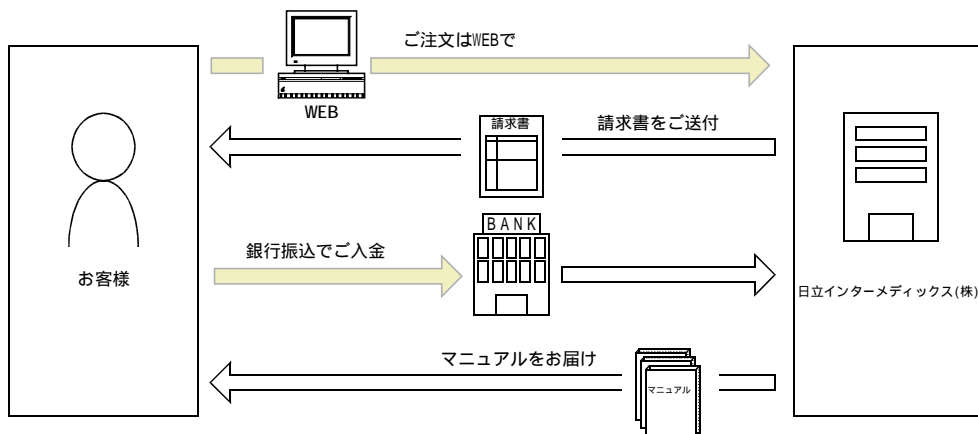 ご注文はWEBで
WEB
請求書
請求書をご送付
BANK
銀行振込でご入金
お客様
日立インターメディックス(株)
マニュアルをお届け
マニュアル